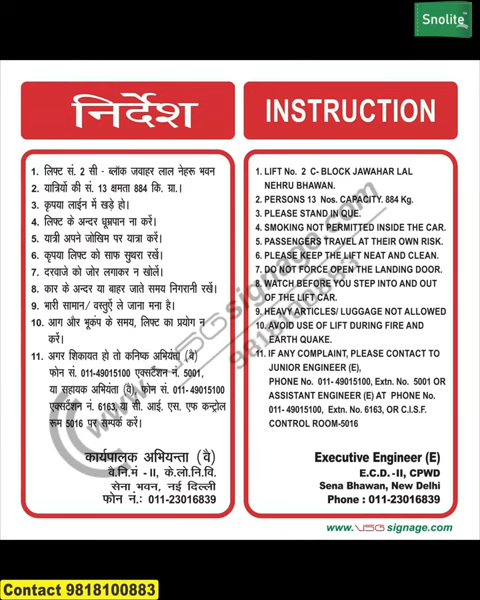 Snolite
निर्देश
1. लिफ्ट सं. 2 सी - ब्लॉक जवाहर लाल नेहरू भवन
2. यात्रियों की सं. 13 क्षमता 884 कि. ग्रा.।
3. कृपया लाईन में खड़े हो।
4. लिफ्ट के अन्दर धूम्रपान ना करें।
5. यात्री अपने जोखिम पर यात्रा करें।
6. कृपया लिफ्ट को साफ सुथरा रखें।
7. दरवाजे को जोर लगाकर न खोलें।
8. कार के अन्दर या बाहर जाते समय निगरानी रखें।
9. भारी सामान/ वस्तुऐं ले जाना मना है।
10. आग और भूकंप के समय, लिफ्ट का प्रयोग न
करें।
11. अगर शिकायत हो तो कनिष्क अभियंता (वै)
फोन सं. 011-49015100 एक्सटेंशन नं. 5001,
या सहायक अभियंता (वै), फोन सं. 011-49015100
एक्सटेंशन नं. 6163, या सी. आई. एस. एफ कन्ट्रोल
रूम 5016 पर सम्पर्क करें।
कार्यपालक अभियन्ता (वै)
वै.नि.मं -II, के.लो.नि.वि.
सेना भवन, नई दिल्ली
फोन नं.: 011-23016839
INSTRUCTION
1. LIFT No. 2 C- BLOCK JAWAHAR LAL
NEHRU BHAWAN.
2. PERSONS 13 Nos. CAPACITY. 884 Kg.
3. PLEASE STAND IN QUE.
4. SMOKING NOT PERMITTED INSIDE THE CAR.
5. PASSENGERS TRAVEL AT THEIR OWN RISK.
6. PLEASE KEEP THE LIFT NEAT AND CLEAN.
7. DO NOT FORCE OPEN THE LANDING DOOR.
8. WATCH BEFORE YOU STEP INTO AND OUT
OF THE LIFT CAR.
9. HEAVY ARTICLES/ LUGGAGE NOT ALLOWED
10. AVOID USE OF LIFT DURING FIRE AND
EARTH QUAKE.
11. IF ANY COMPLAINT, PLEASE CONTACT TO
JUNIOR ENGINEER (E),
PHONE No. 011- 49015100, Extn. No. 5001 OR
ASSISTANT ENGINEER (E) AT PHONE No.
011- 49015100, Extn. No. 6163, OR C.I.S.F.
CONTROL ROOM-5016
Executive Engineer (E)
E.C.D. -II, CPWD
Sena Bhawan, New Delhi
Phone : 011-23016839
www.VSGsignage.com
9818100883
www.VSGsignage.com
Contact 9818100883